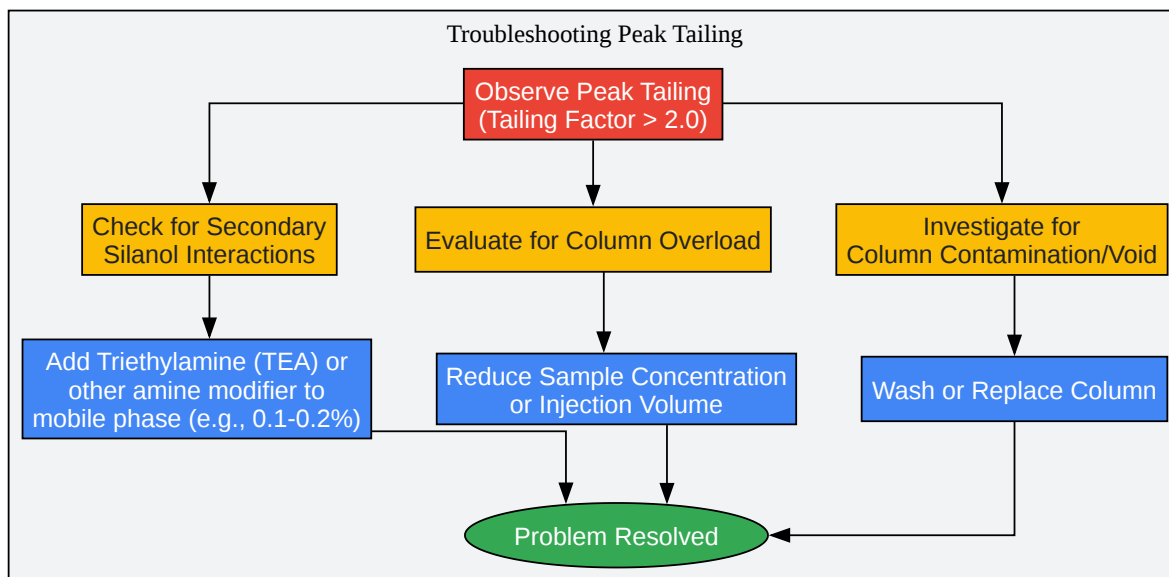 Troubleshooting Peak Tailing
Observe Peak Tailing
(Tailing Factor > 2.0)
Check for Secondary
Silanol Interactions
Evaluate for Column Overload
Investigate for
Column Contamination/Void
Add Triethylamine (TEA) or
other amine modifier to
mobile phase (e.g., 0.1-0.2%)
Reduce Sample Concentration
or Injection Volume
Wash or Replace Column
Problem Resolved